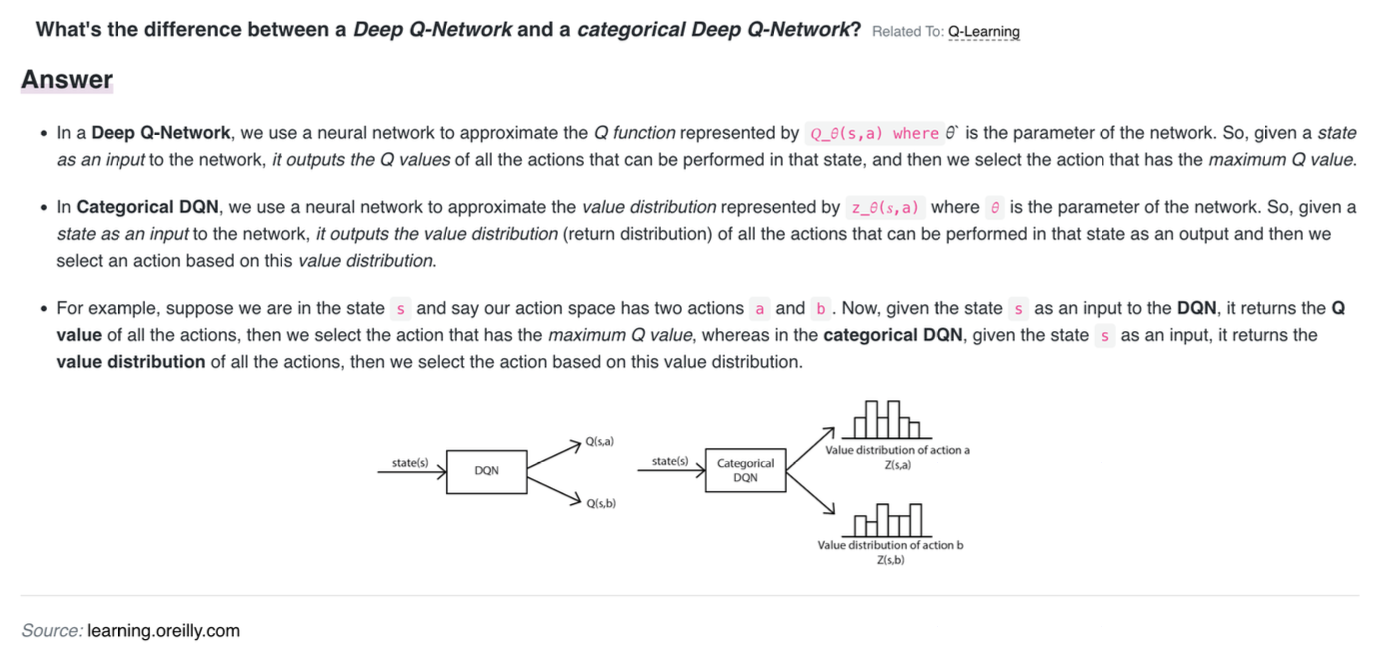 What's the difference between a Deep Q-Network and a categorical Deep Q-Network? Related To: Q-Learning
Answer
• In a Deep Q-Network, we use a neural network to approximate the Q function represented by Q_θ(s,a) where θ` is the parameter of the network. So, given a state
as an input to the network, it outputs the Q values of all the actions that can be performed in that state, and then we select the action that has the maximum Q value.
• In Categorical DQN, we use a neural network to approximate the value distribution represented by z_θ(s,a) where θ is the parameter of the network. So, given a
state as an input to the network, it outputs the value distribution (return distribution) of all the actions that can be performed in that state as an output and then we
select an action based on this value distribution.
• For example, suppose we are in the state s and say our action space has two actions a and b . Now, given the state s as an input to the DQN, it returns the Q
value of all the actions, then we select the action that has the maximum Q value, whereas in the categorical DQN, given the state s as an input, it returns the
value distribution of all the actions, then we select the action based on this value distribution.
state(s)
DQN
Q(s,a)
Q(s,b)
state(s)
Categorical
DQN
Value distribution of action a
Z(s,a)
Value distribution of action b
Z(s,b)
Source: learning.oreilly.com